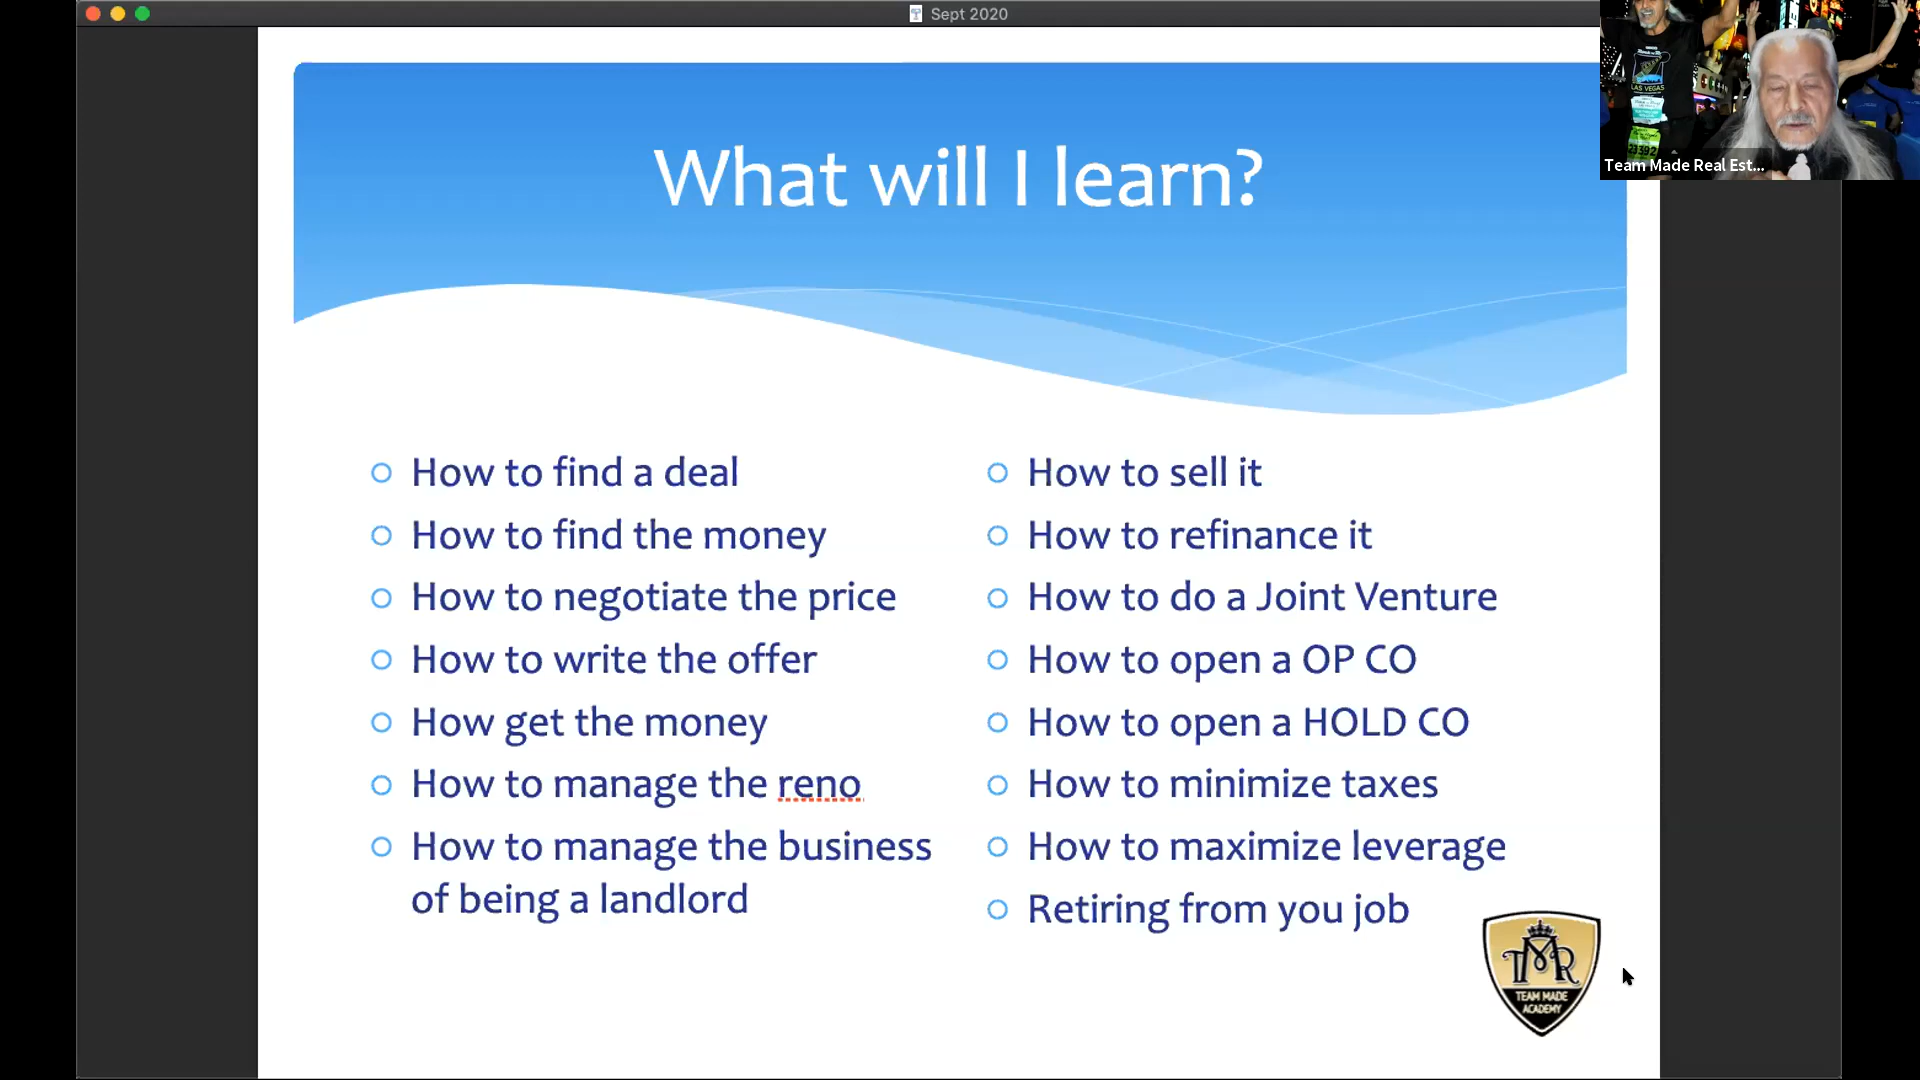 Sept 2020
LAS VEGAS
23392
Team Made Real Est...
What will I learn?
How to find a deal
How to find the money
How to negotiate the price
How to write the offer
How get the money
How to manage the reno
How to manage the business
of being a landlord
How to sell it
How to refinance it
How to do a Joint Venture
How to open a OP CO
How to open a HOLD CO
How to minimize taxes
How to maximize leverage
Retiring from you job
TMR
TEAM MADE
ACADEMY